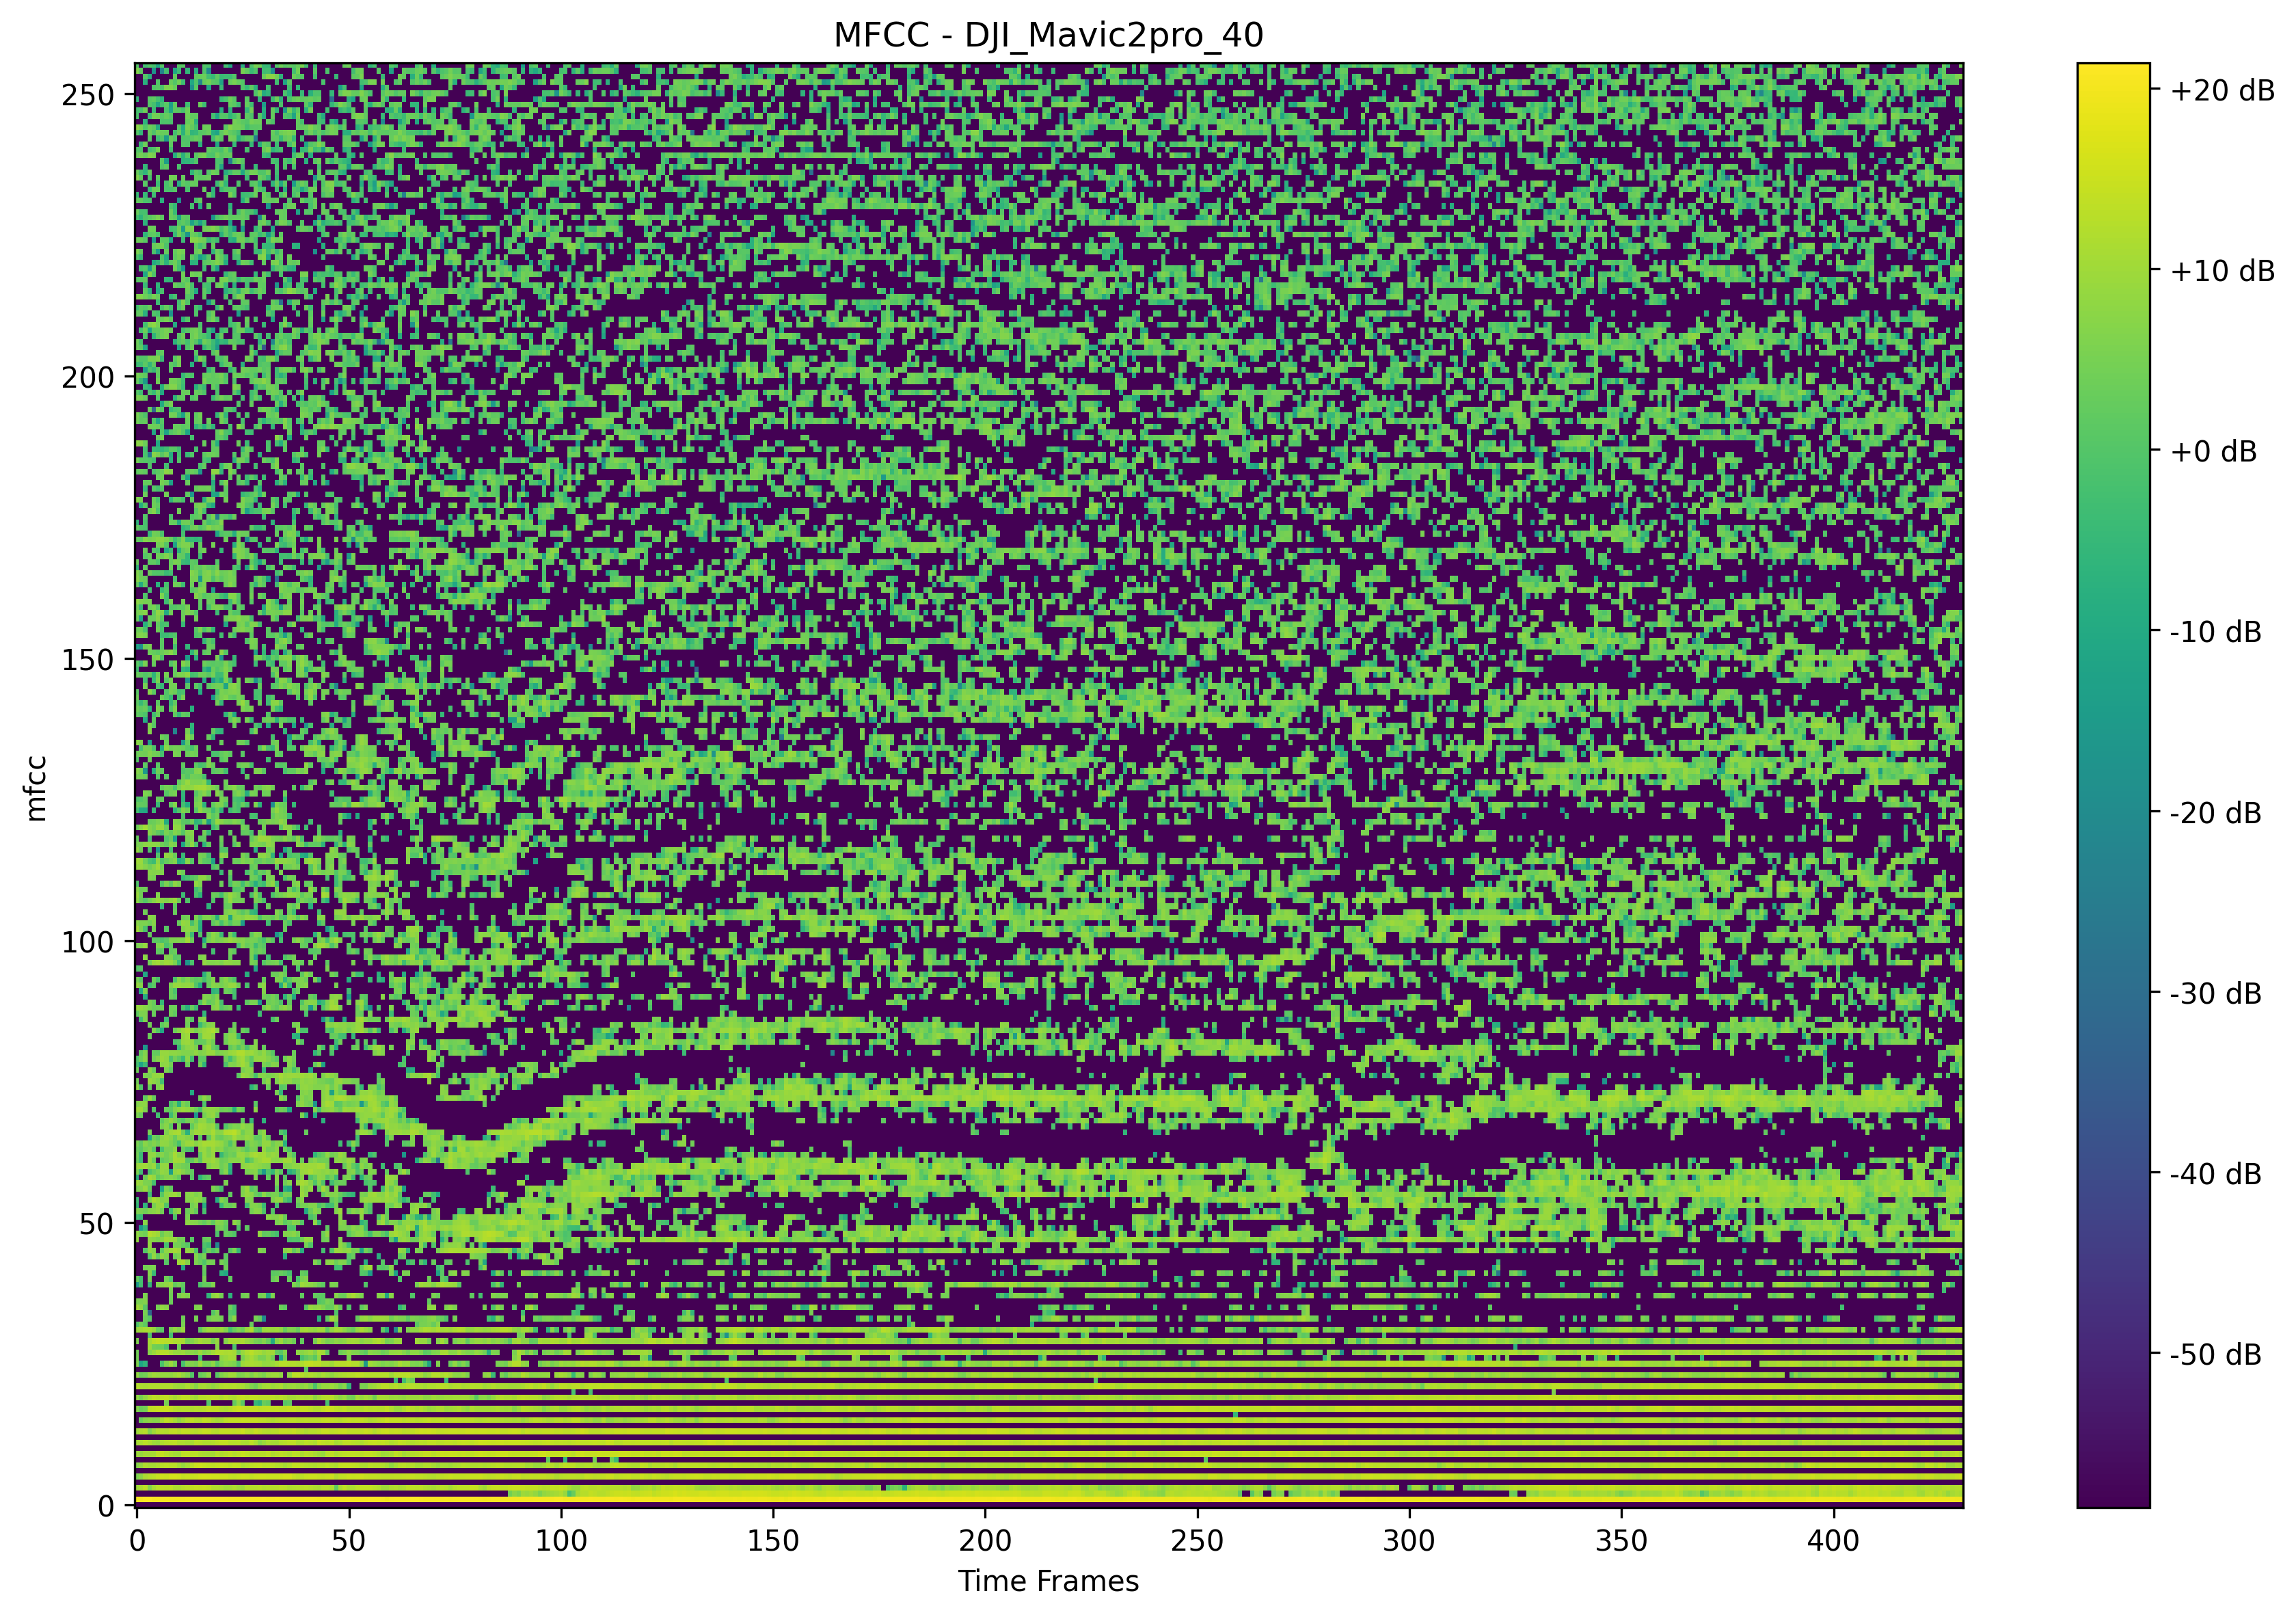 MFCC - DJI_Mavic2pro_40
250
200
150
100
50
0
mfcc
0 50 100 150 200 250 300 350 400
Time Frames
+20 dB
+10 dB
+0 dB
-10 dB
-20 dB
-30 dB
-40 dB
-50 dB